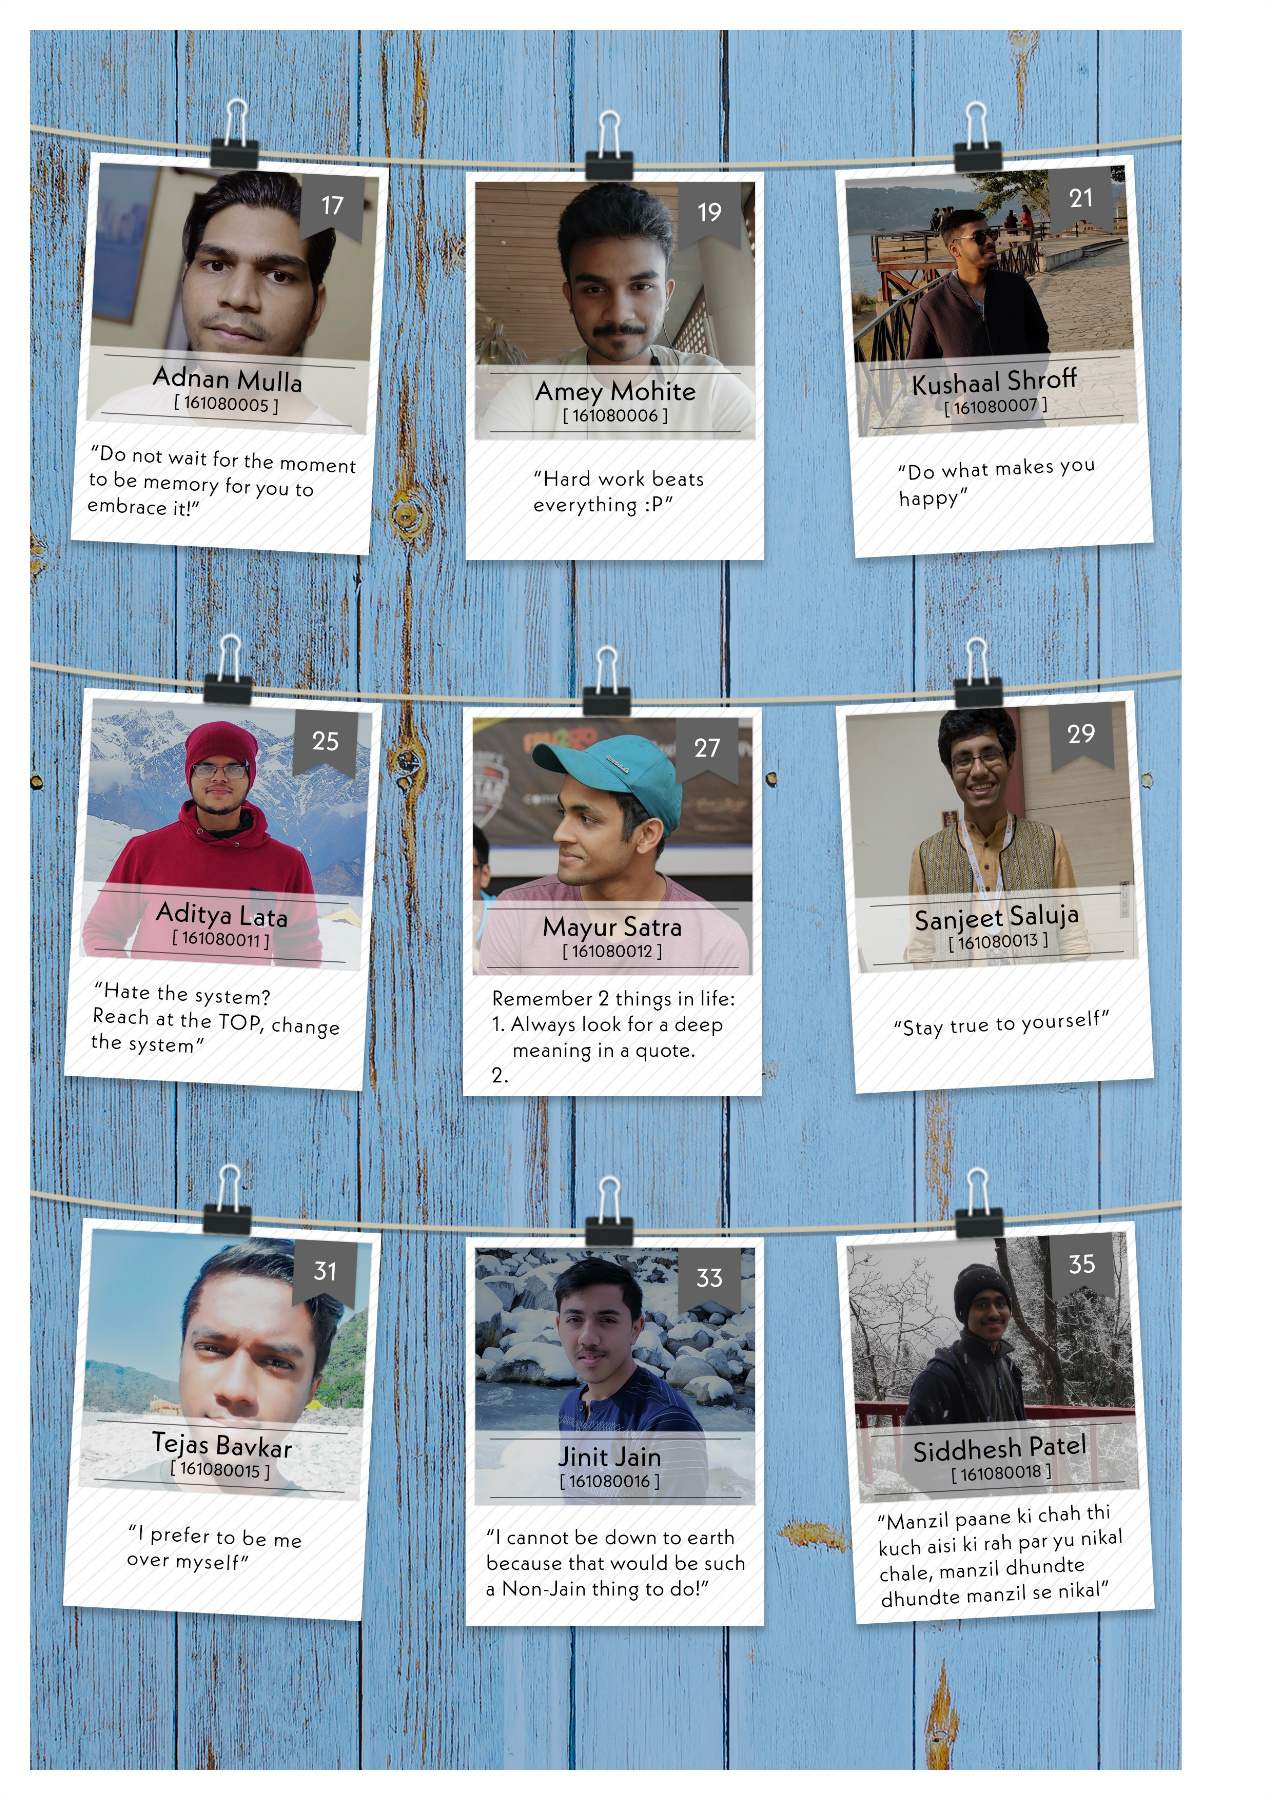 17
Adnan Mulla
[ 161080005 ]
“Do not wait for the moment
to be memory for you to
embrace it!”
19
Amey Mohite
[ 161080006 ]
“Hard work beats
everything :P”
21
Kushaal Shroff
[ 161080007 ]
“Do what makes you
happy”
25
Aditya Lata
[ 161080011 ]
“Hate the system?
Reach at the TOP, change
the system”
27
Mayur Satra
[ 161080012 ]
Remember 2 things in life:
1. Always look for a deep
meaning in a quote.
2.
29
Sanjeet Saluja
[ 161080013 ]
“Stay true to yourself”
31
Tejas Bavkar
[ 161080015 ]
“I prefer to be me
over myself”
33
Jinit Jain
[ 161080016 ]
“I cannot be down to earth
because that would be such
a Non-Jain thing to do!”
35
Siddhesh Patel
[ 161080018 ]
“Manzil paane ki chah thi
kuch aisi ki rah par yu nikal
chale, manzil dhundte
dhundte manzil se nikal”